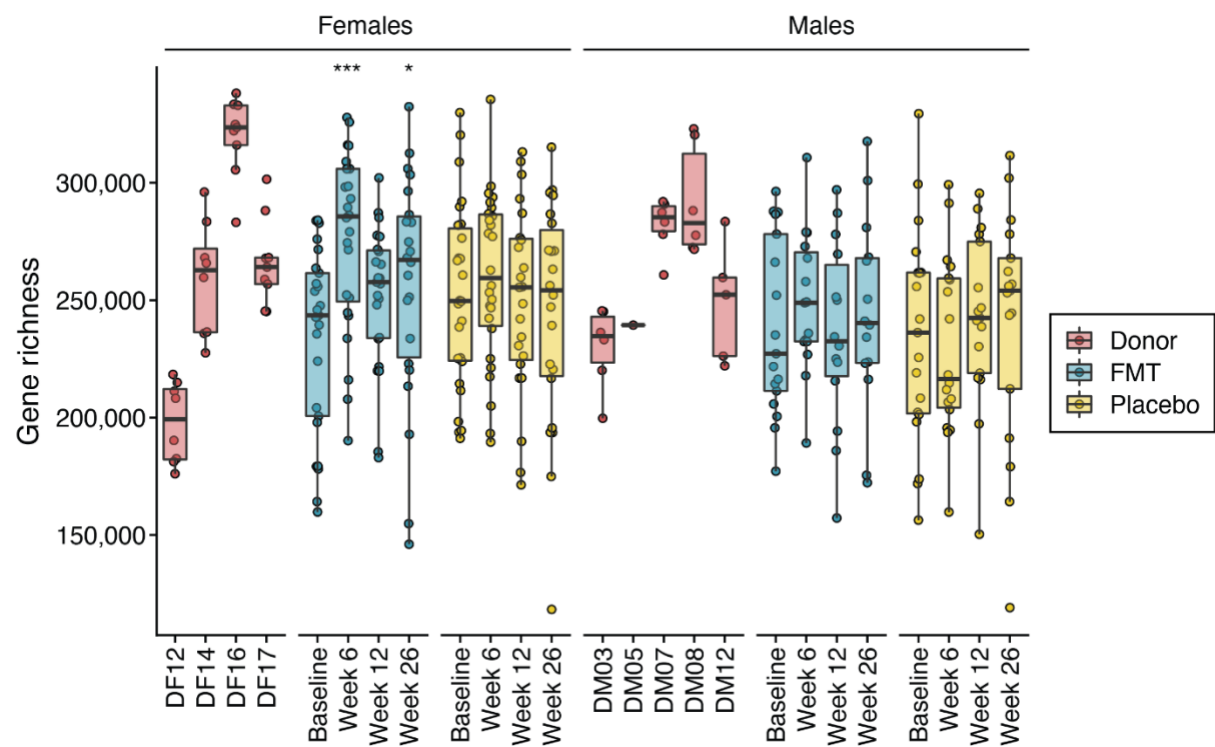 Females
Males
*** *
Gene richness
300,000
250,000
200,000
150,000
DF12
DF14
DF16
DF17
Baseline
Week 6
Week 12
Week 26
Baseline
Week 6
Week 12
Week 26
DM03
DM05
DM07
DM08
DM12
Baseline
Week 6
Week 12
Week 26
Baseline
Week 6
Week 12
Week 26
Donor
FMT
Placebo